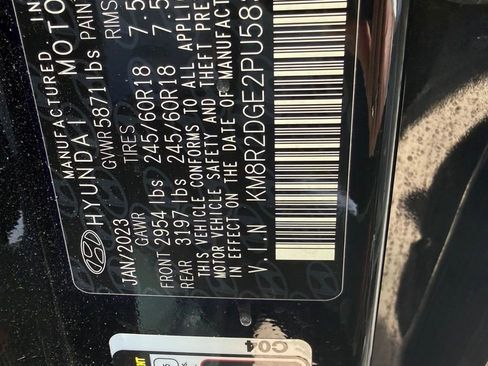 MANUFACTURED IN
HYUNDAI MOTO
GVWR 5871 lbs PAIN
JAN/2023 TIRES RIMS
GAWR
FRONT 2954 lbs 245/60R18 7.5
REAR 3197 lbs 245/60R18 7.5
THIS VEHICLE CONFORMS TO ALL APPLI
MOTOR VEHICLE SAFETY AND THEFT PRE
IN EFFECT ON THE DATE OF MANUFACT
V.I.N KM8R2DGE2PU58
C04